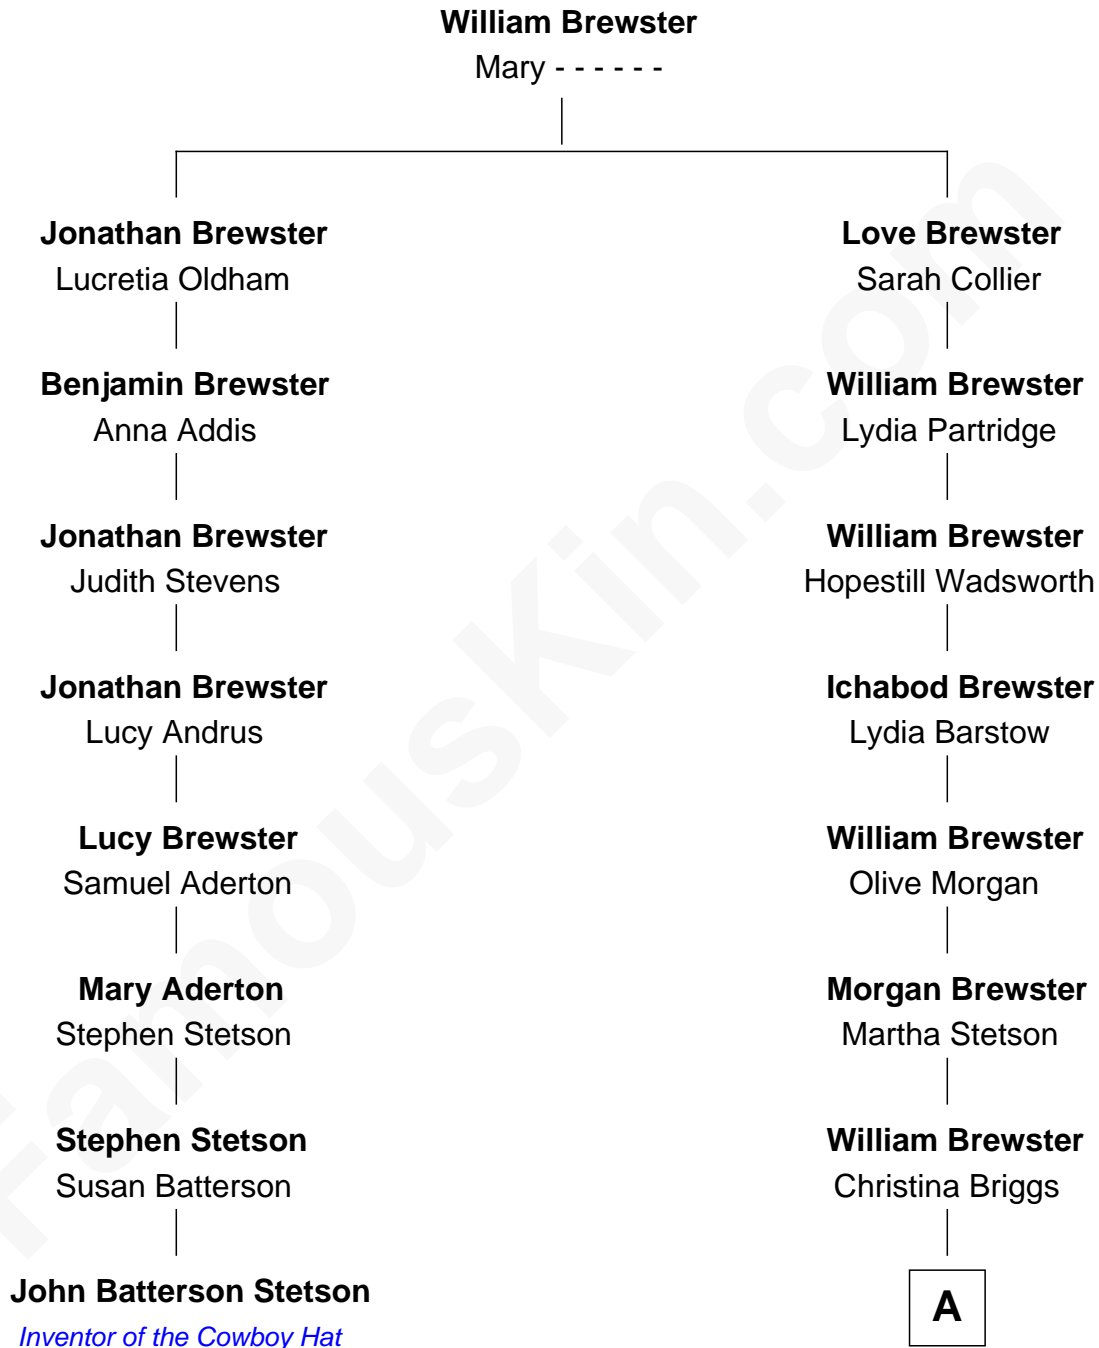 William Brewster
Mary - - - - - -
Jonathan Brewster
Lucretia Oldham
Love Brewster
Sarah Collier
Benjamin Brewster
Anna Addis
William Brewster
Lydia Partridge
Jonathan Brewster
Judith Stevens
William Brewster
Hopestill Wadsworth
Jonathan Brewster
Lucy Andrus
Ichabod Brewster
Lydia Barstow
Lucy Brewster
Samuel Aderton
William Brewster
Olive Morgan
Mary Aderton
Stephen Stetson
Morgan Brewster
Martha Stetson
Stephen Stetson
Susan Batterson
William Brewster
Christina Briggs
John Batterson Stetson
Inventor of the Cowboy Hat
A
FamousKin.com